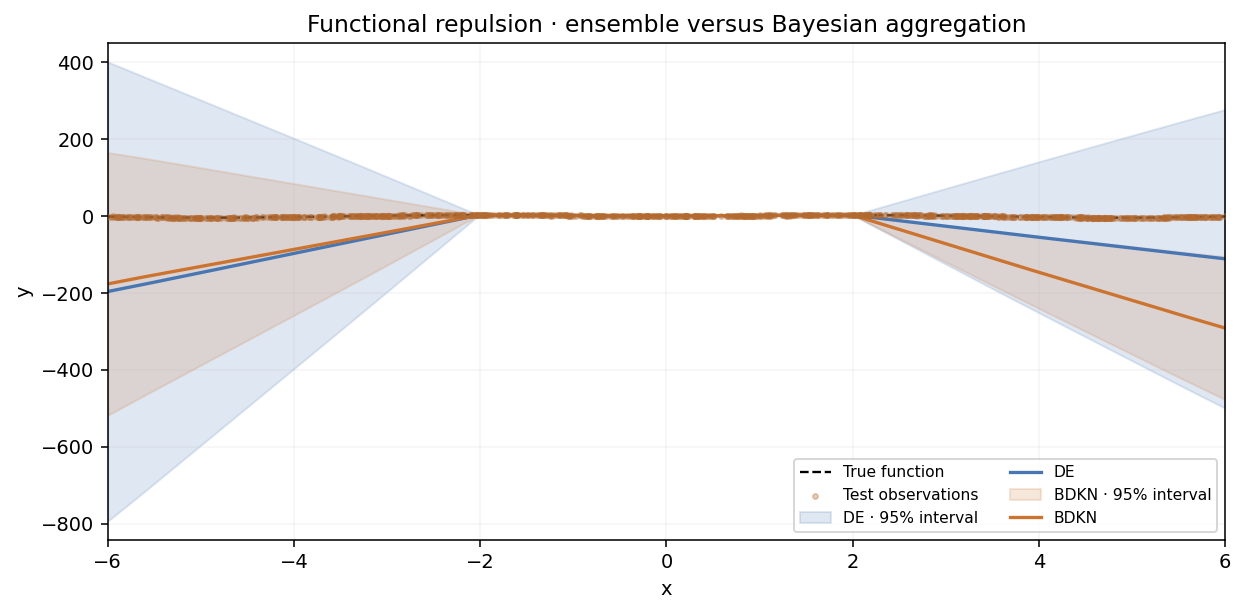 Functional repulsion · ensemble versus Bayesian aggregation
400
200
0
−200
−400
−600
−800
y
−6
−4
−2
0
2
4
6
x
True function
Test observations
DE · 95% interval
DE
BDKN · 95% interval
BDKN